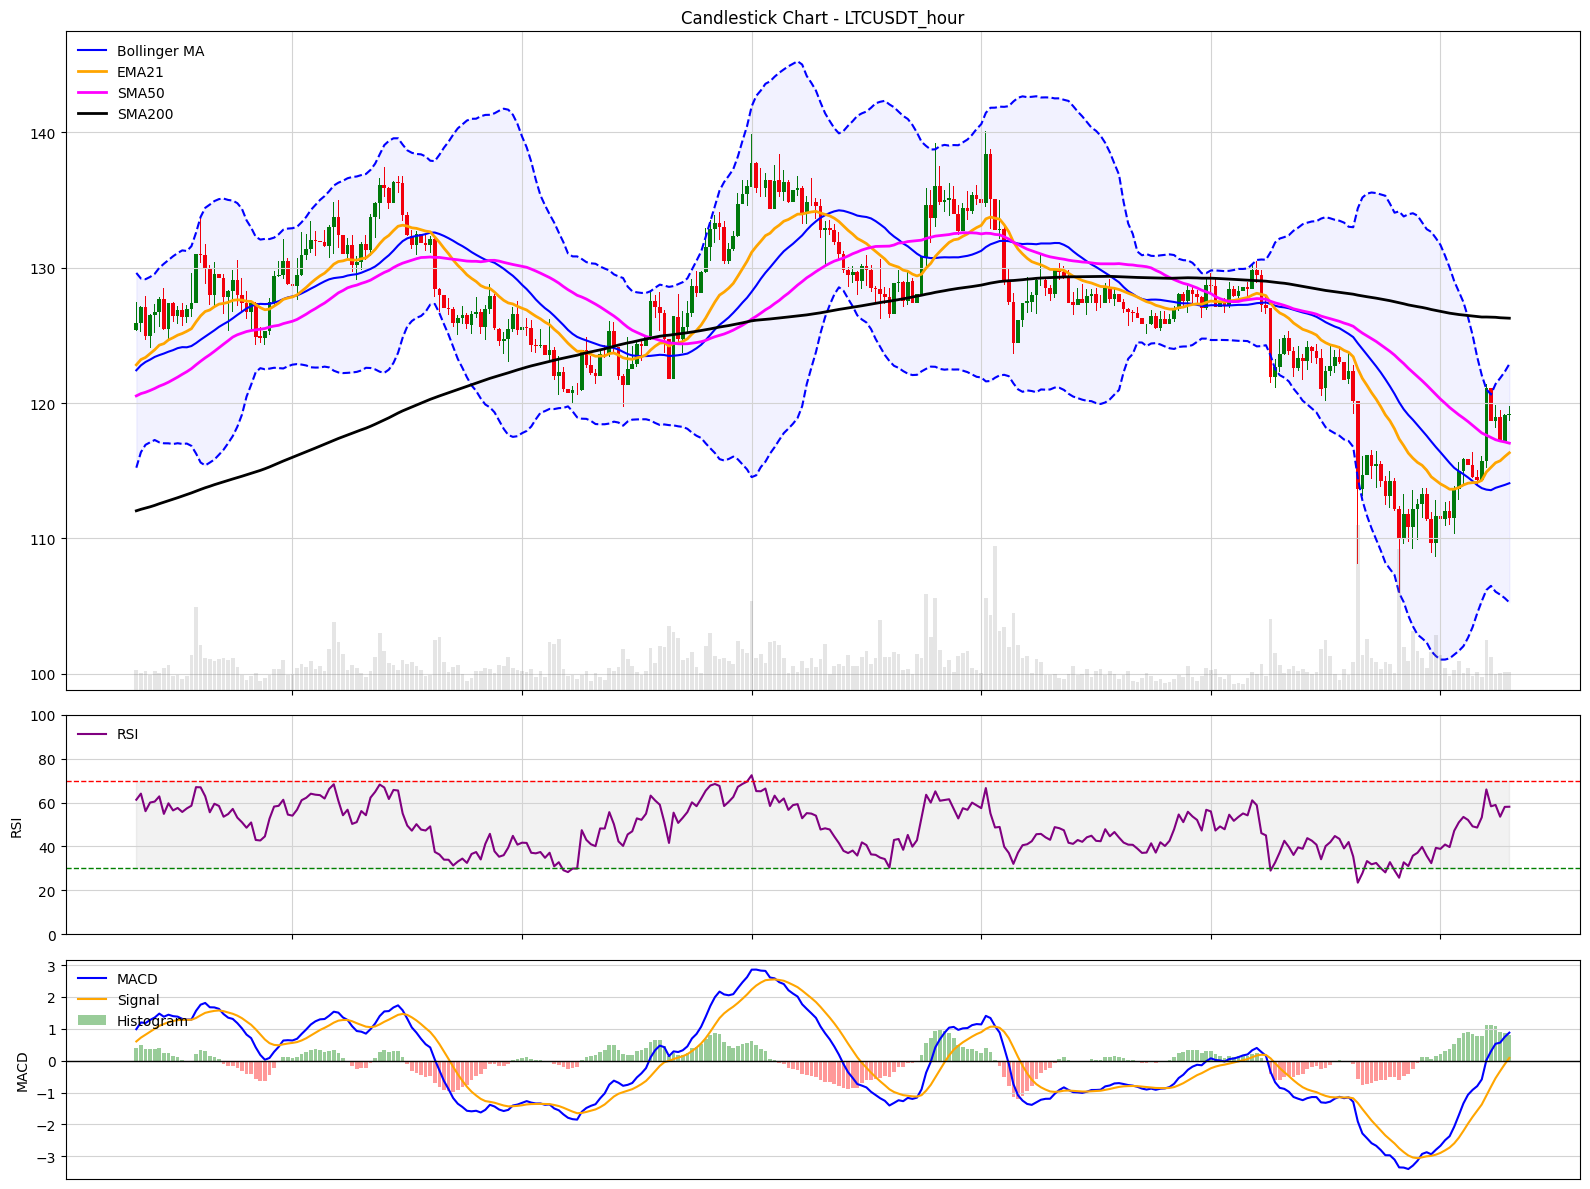 Candlestick Chart - LTCUSDT_hour
Bollinger MA
EMA21
SMA50
SMA200
140
130
120
110
100
100
80
60
40
20
0
RSI
RSI
3
2
1
0
−1
−2
−3
MACD
MACD
Signal
Histogram